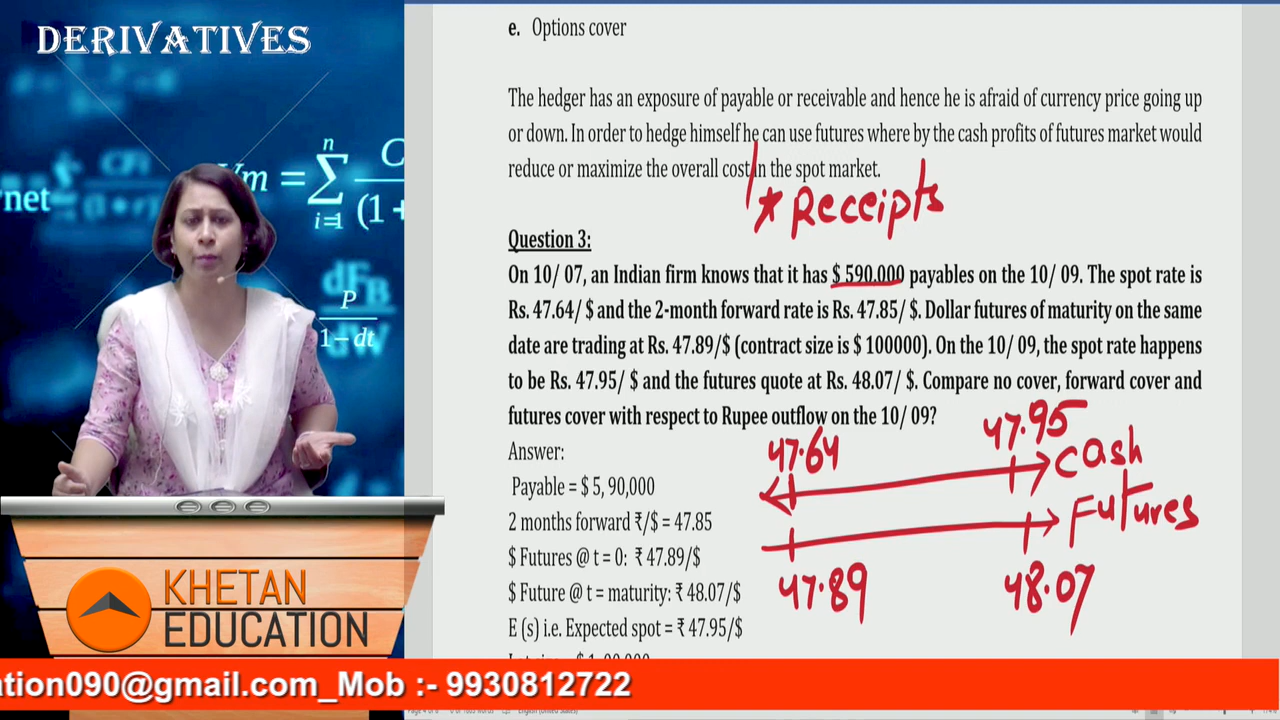 DERIVATIVES
e. Options cover
The hedger has an exposure of payable or receivable and hence he is afraid of currency price going up
or down. In order to hedge himself he can use futures where by the cash profits of futures market would
reduce or maximize the overall cost in the spot market.
* Receipts
Question 3:
On 10/ 07, an Indian firm knows that it has $ 590,000 payables on the 10/ 09. The spot rate is
Rs. 47.64/ $ and the 2-month forward rate is Rs. 47.85/ $. Dollar futures of maturity on the same
date are trading at Rs. 47.89/$ (contract size is $ 100000). On the 10/ 09, the spot rate happens
to be Rs. 47.95/ $ and the futures quote at Rs. 48.07/ $. Compare no cover, forward cover and
futures cover with respect to Rupee outflow on the 10/ 09?
Answer:
47.64 47.95 Cash
Payable = $ 5, 90,000
2 months forward ₹/$ = 47.85
Futures
$ Futures @ t = 0: ₹ 47.89/$
47.89 48.07
$ Future @ t = maturity: ₹ 48.07/$
E (s) i.e. Expected spot = ₹ 47.95/$
net
m = n Σ i=1 C (1+
P
1-dt
dF
dW
KHETAN
EDUCATION
ation090@gmail.com_Mob :- 9930812722